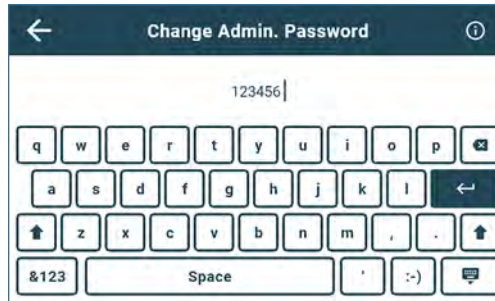 Change Admin. Password
123456
q w e r t y u i o p
a s d f g h j k l
z x c v b n m , .
&123 Space ' :-)